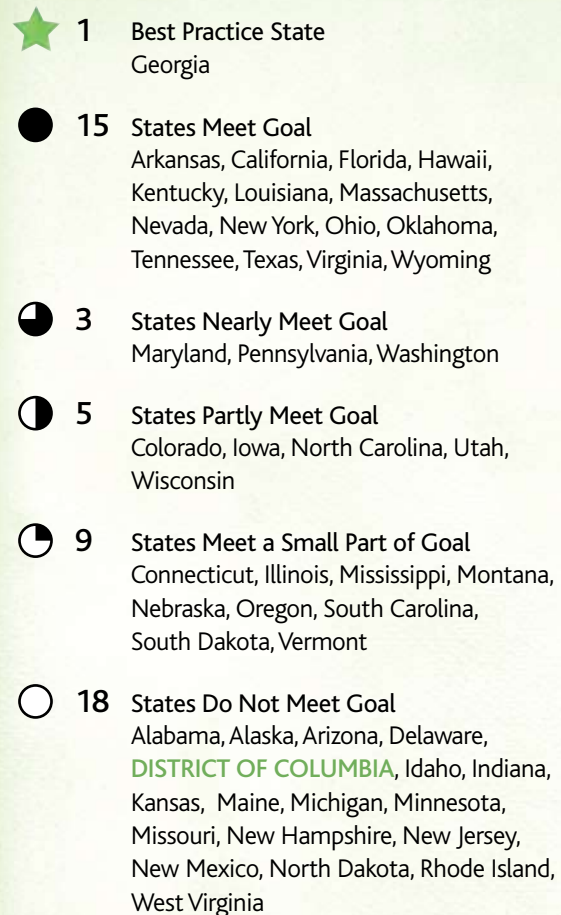 1 Best Practice State
Georgia
15 States Meet Goal
Arkansas, California, Florida, Hawaii,
Kentucky, Louisiana, Massachusetts,
Nevada, New York, Ohio, Oklahoma,
Tennessee, Texas, Virginia, Wyoming
3 States Nearly Meet Goal
Maryland, Pennsylvania, Washington
5 States Partly Meet Goal
Colorado, Iowa, North Carolina, Utah,
Wisconsin
9 States Meet a Small Part of Goal
Connecticut, Illinois, Mississippi, Montana,
Nebraska, Oregon, South Carolina,
South Dakota, Vermont
18 States Do Not Meet Goal
Alabama, Alaska, Arizona, Delaware,
DISTRICT OF COLUMBIA, Idaho, Indiana,
Kansas, Maine, Michigan, Minnesota,
Missouri, New Hampshire, New Jersey,
New Mexico, North Dakota, Rhode Island,
West Virginia